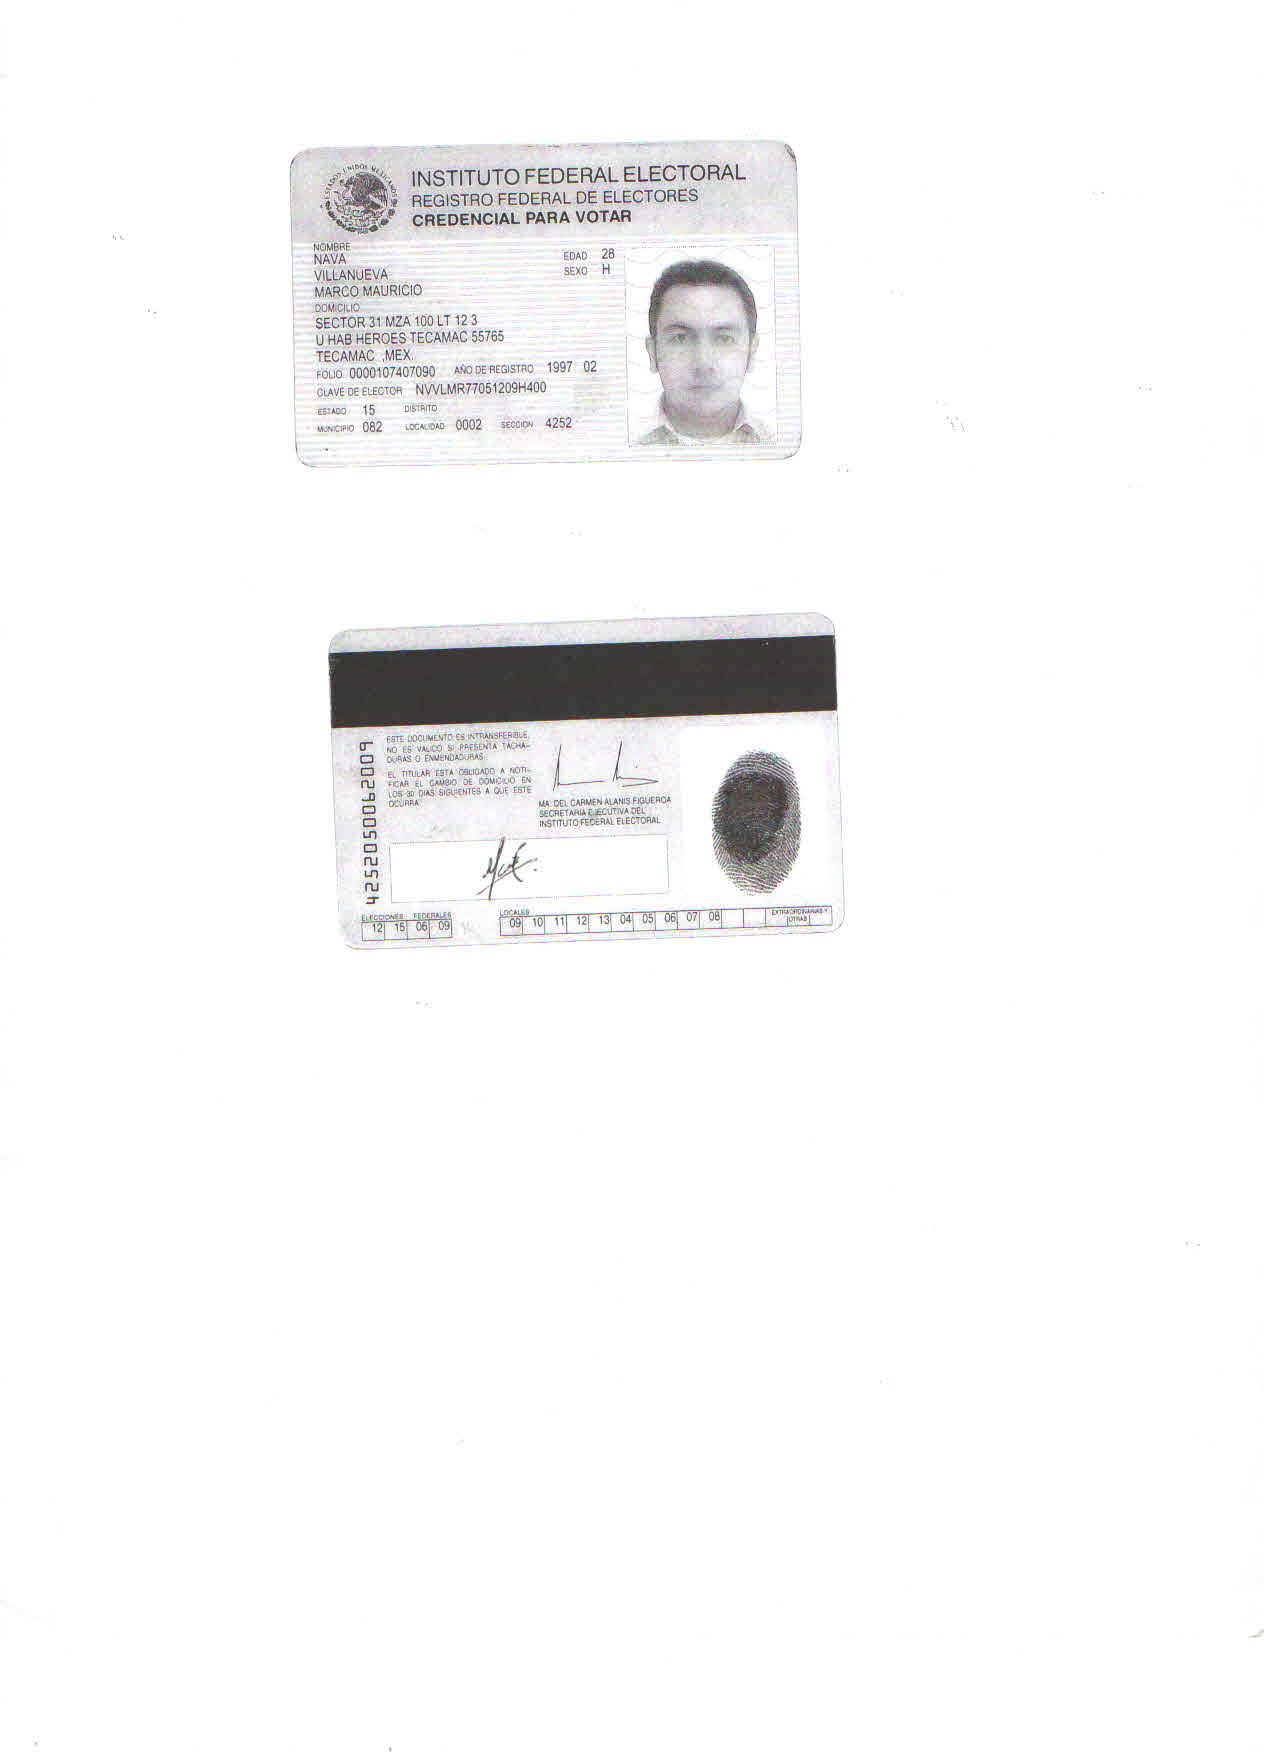 ESTADOS UNIDOS MEXICANOS
INSTITUTO FEDERAL ELECTORAL
REGISTRO FEDERAL DE ELECTORES
CREDENCIAL PARA VOTAR
NOMBRE
NAVA
VILLANUEVA
MARCO MAURICIO
EDAD 28
SEXO H
DOMICILIO
SECTOR 31 MZA 100 LT 12 3
U HAB HEROES TECAMAC 55765
TECAMAC ,MEX.
FOLIO 0000107407090 AÑO DE REGISTRO 1997 02
CLAVE DE ELECTOR NVVLMR77051209H400
ESTADO 15 DISTRITO
MUNICIPIO 082 LOCALIDAD 0002 SECCION 4252
4252050062009
ESTE DOCUMENTO ES INTRANSFERIBLE,
NO ES VALIDO SI PRESENTA TACHA-
DURAS O ENMENDADURAS.
EL TITULAR ESTA OBLIGADO A NOTI-
FICAR EL CAMBIO DE DOMICILIO EN
LOS 30 DIAS SIGUIENTES A QUE ESTE
OCURRA.
MA. DEL CARMEN ALANIS FIGUEROA
SECRETARIA EJECUTIVA DEL
INSTITUTO FEDERAL ELECTORAL
ELECCIONES FEDERALES
12 15 06 09
LOCALES
09 10 11 12 13 04 05 06 07 08
EXTRAORDINARIAS Y
OTRAS